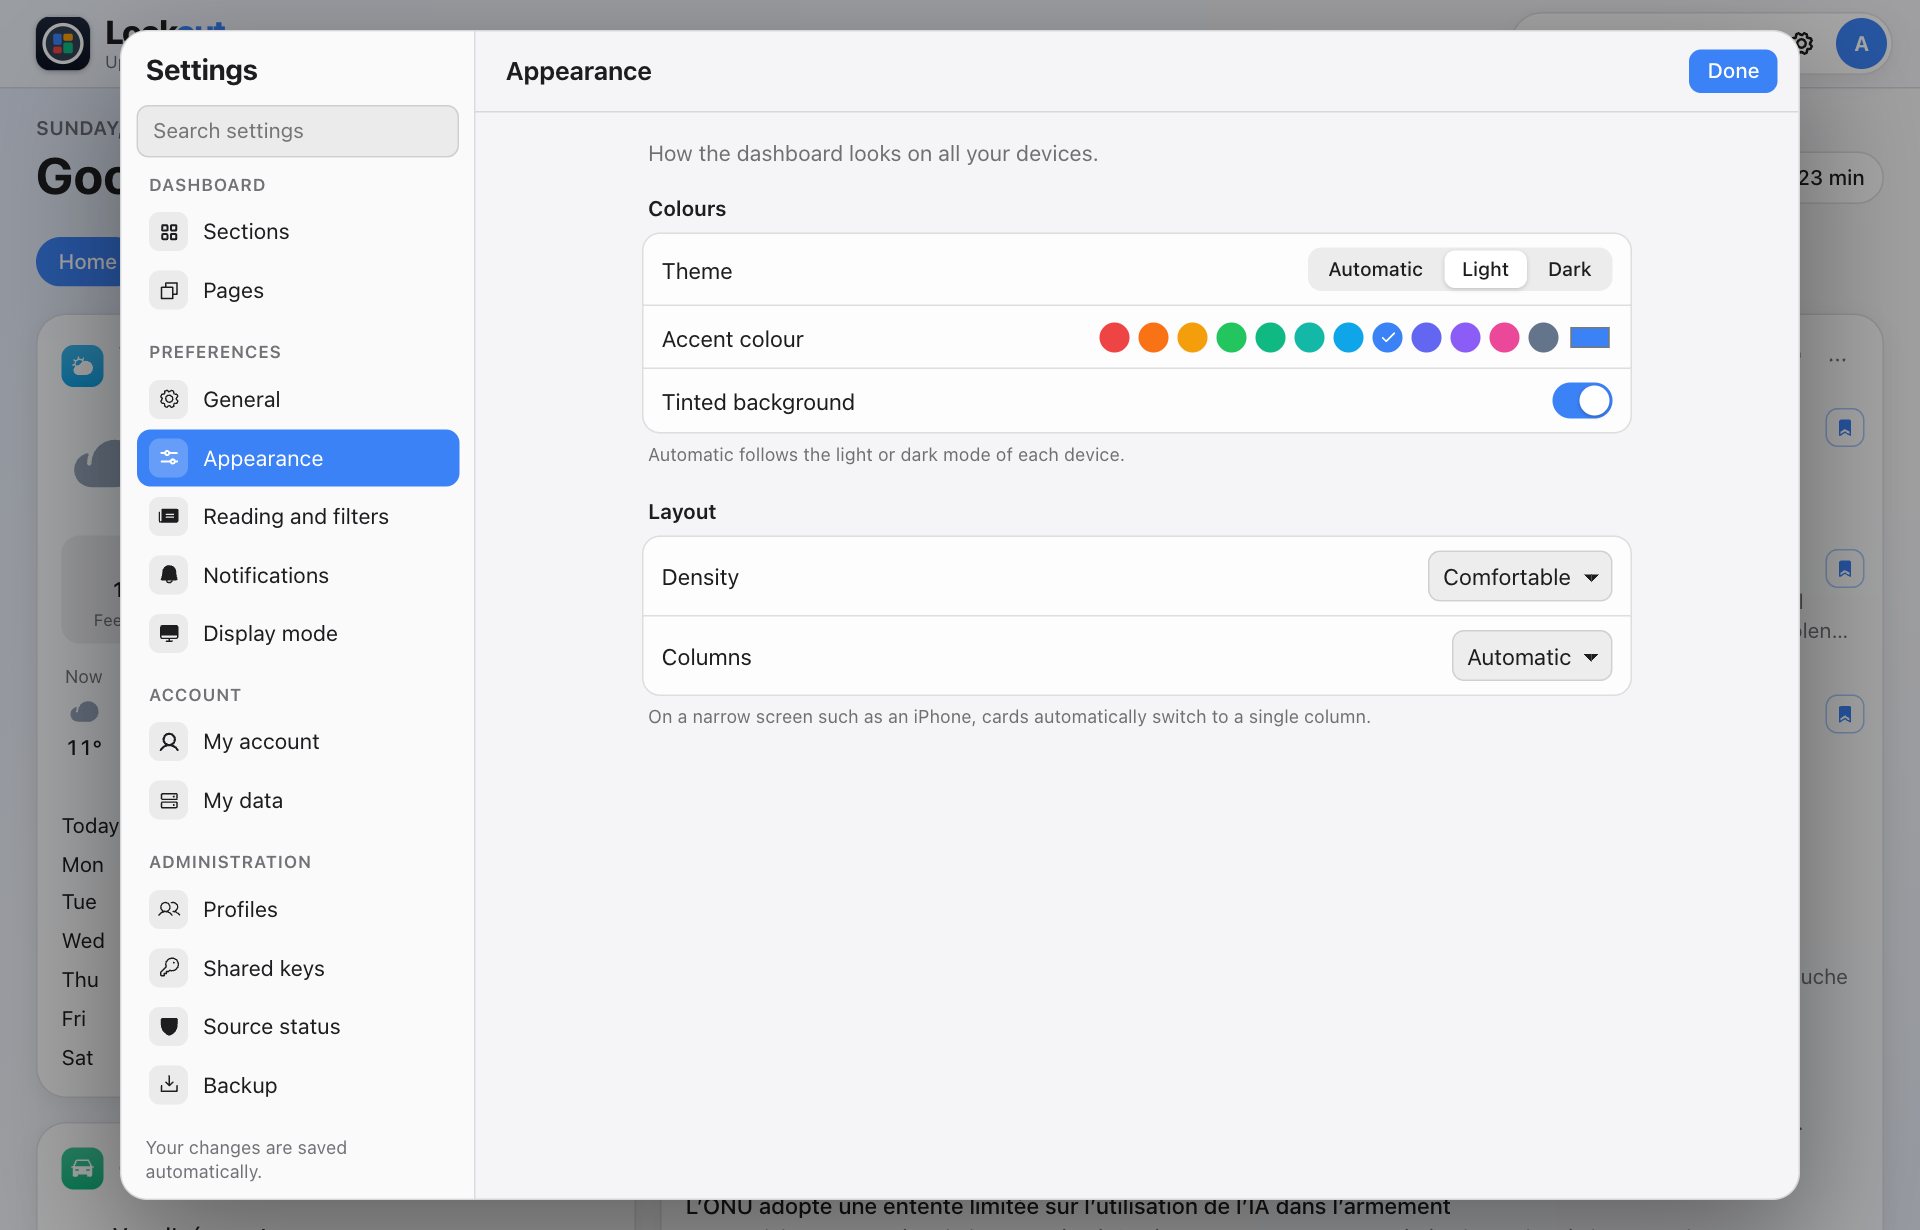 Settings
Search settings
DASHBOARD
Sections
Pages
PREFERENCES
General
Appearance
Reading and filters
Notifications
Display mode
ACCOUNT
My account
My data
ADMINISTRATION
Profiles
Shared keys
Source status
Backup
Your changes are saved
automatically.
Appearance
Done
How the dashboard looks on all your devices.
Colours
Theme
Automatic Light Dark
Accent colour
Tinted background
Automatic follows the light or dark mode of each device.
Layout
Density
Comfortable
Columns
Automatic
On a narrow screen such as an iPhone, cards automatically switch to a single column.
A
SUNDAY,
23 min
Home
Now
11°
Today
Mon
Tue
Wed
Thu
Fri
Sat
L'ONU adopte une entente limitée sur l'utilisation de l'IA dans l'armement